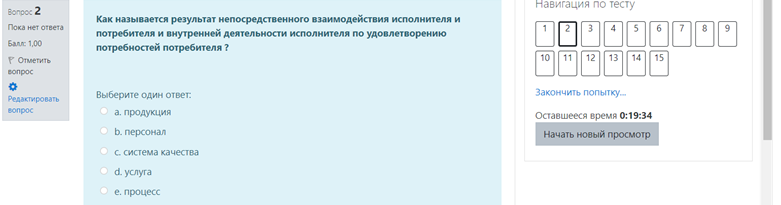 Вопрос 2
Пока нет ответа
Балл: 1,00
Отметить
вопрос
Редактировать
вопрос
Как называется результат непосредственного взаимодействия исполнителя и
потребителя и внутренней деятельности исполнителя по удовлетворению
потребностей потребителя ?
Выберите один ответ:
a. продукция
b. персонал
c. система качества
d. услуга
e. процесс
Навигация по тесту
1 2 3 4 5 6 7 8 9
10 11 12 13 14 15
Закончить попытку...
Оставшееся время 0:19:34
Начать новый просмотр